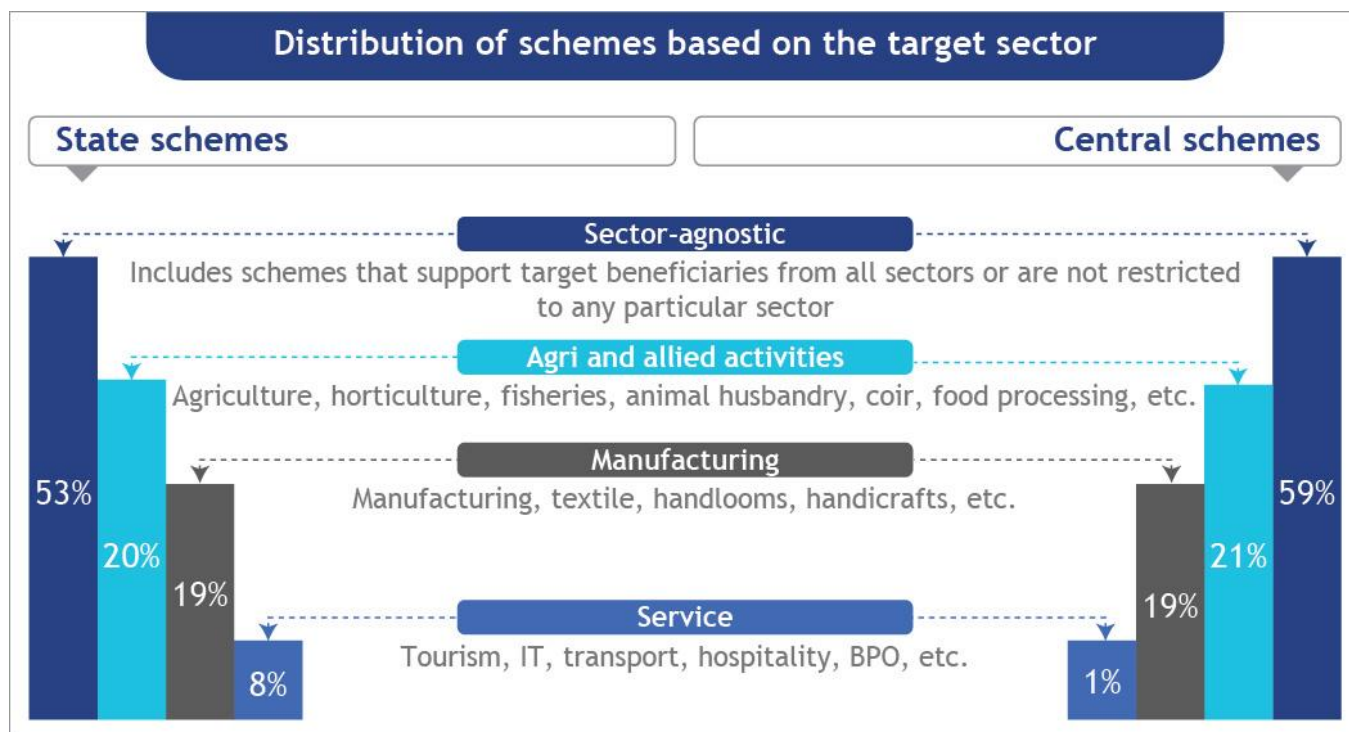 Distribution of schemes based on the target sector
State schemes
Central schemes
Sector-agnostic
Includes schemes that support target beneficiaries from all sectors or are not restricted
to any particular sector
Agri and allied activities
Agriculture, horticulture, fisheries, animal husbandry, coir, food processing, etc.
Manufacturing
Manufacturing, textile, handlooms, handicrafts, etc.
Service
Tourism, IT, transport, hospitality, BPO, etc.
53%
20%
19%
8%
1%
19%
21%
59%